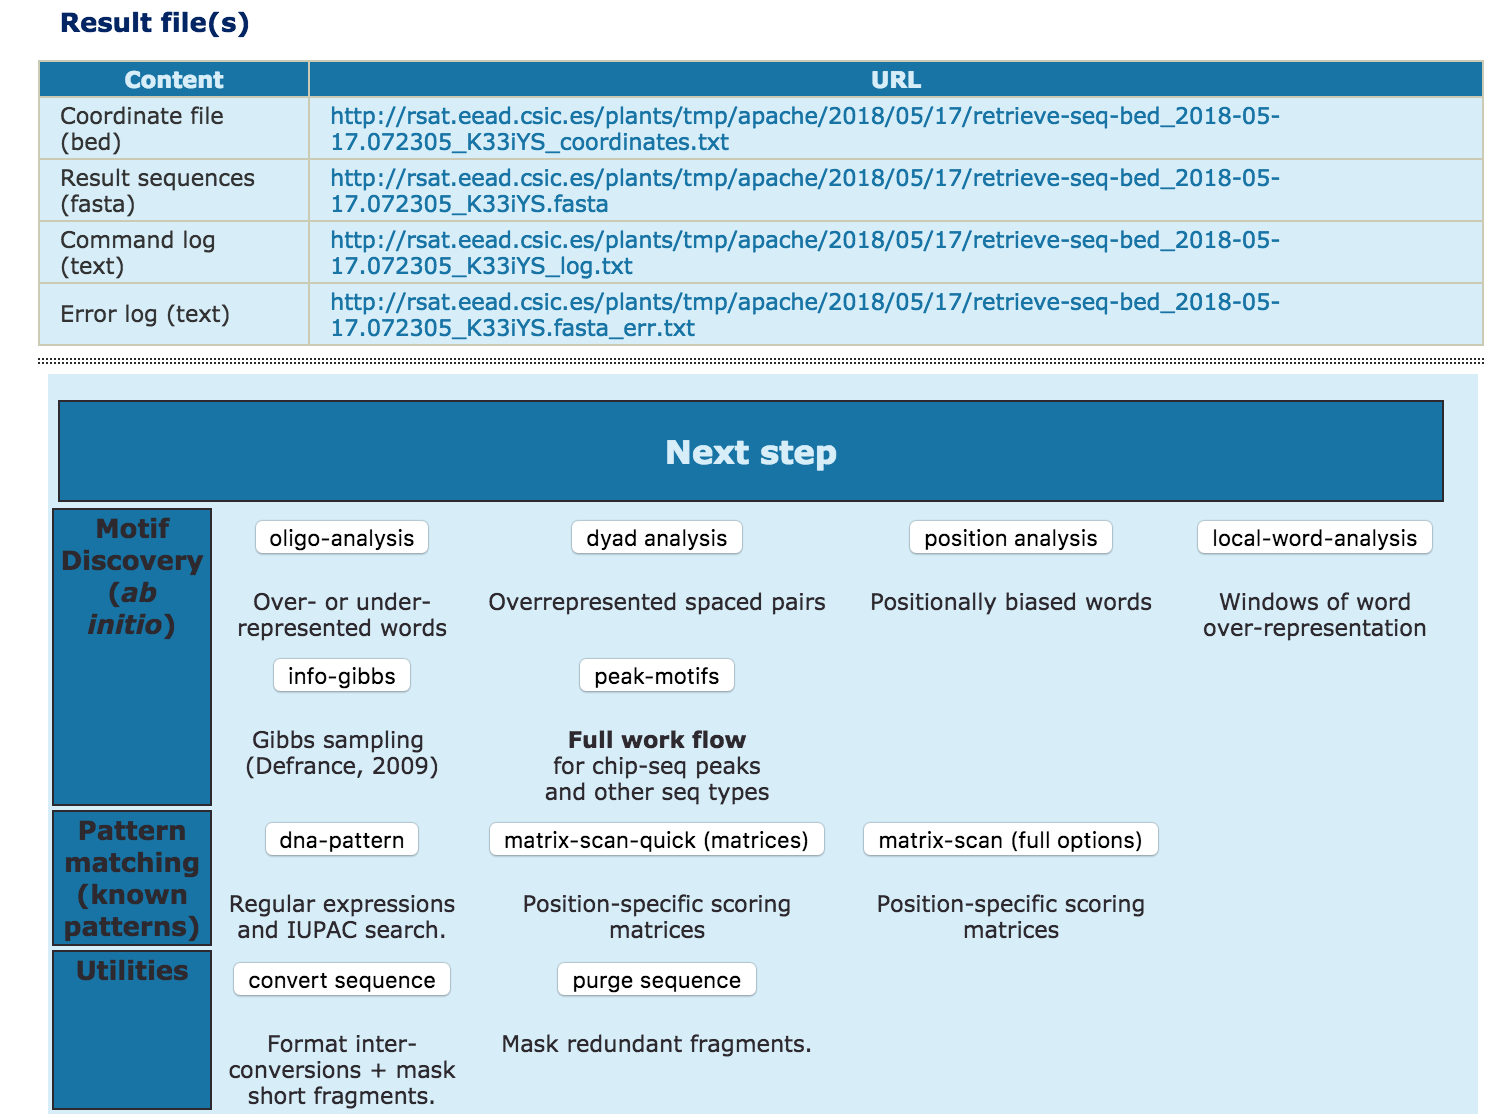 Result file(s)
Content URL
Coordinate file
(bed)
http://rsat.eead.csic.es/plants/tmp/apache/2018/05/17/retrieve-seq-bed_2018-05-
17.072305_K33iYS_coordinates.txt
Result sequences
(fasta)
http://rsat.eead.csic.es/plants/tmp/apache/2018/05/17/retrieve-seq-bed_2018-05-
17.072305_K33iYS.fasta
Command log
(text)
http://rsat.eead.csic.es/plants/tmp/apache/2018/05/17/retrieve-seq-bed_2018-05-
17.072305_K33iYS_log.txt
Error log (text)
http://rsat.eead.csic.es/plants/tmp/apache/2018/05/17/retrieve-seq-bed_2018-05-
17.072305_K33iYS.fasta_err.txt
Next step
Motif
Discovery
(ab
initio)
oligo-analysis
Over- or under-
represented words
dyad analysis
Overrepresented spaced pairs
position analysis
Positionally biased words
local-word-analysis
Windows of word
over-representation
info-gibbs
Gibbs sampling
(Defrance, 2009)
peak-motifs
Full work flow
for chip-seq peaks
and other seq types
Pattern
matching
(known
patterns)
dna-pattern
Regular expressions
and IUPAC search.
matrix-scan-quick (matrices)
Position-specific scoring
matrices
matrix-scan (full options)
Position-specific scoring
matrices
Utilities
convert sequence
Format inter-
conversions + mask
short fragments.
purge sequence
Mask redundant fragments.